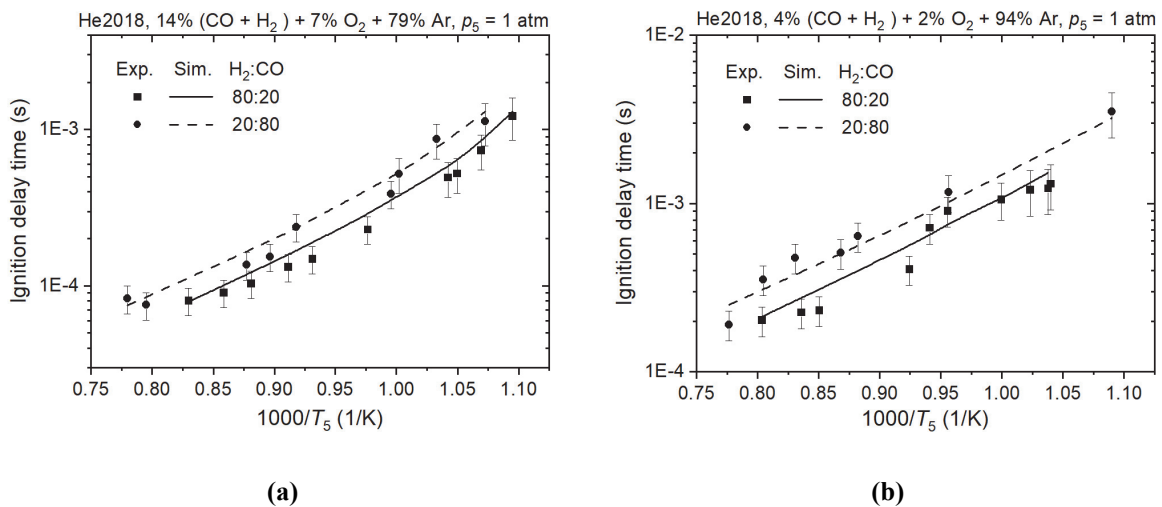 He2018, 14% (CO + H₂ ) + 7% O₂ + 79% Ar, p₅ = 1 atm
Exp. Sim. H₂:CO
80:20
20:80
Ignition delay time (s)
1E-3
1E-4
0.75 0.80 0.85 0.90 0.95 1.00 1.05 1.10
1000/T₅ (1/K)
(a)
He2018, 4% (CO + H₂ ) + 2% O₂ + 94% Ar, p₅ = 1 atm
1E-2
Exp. Sim. H₂:CO
80:20
20:80
Ignition delay time (s)
1E-3
1E-4
0.75 0.80 0.85 0.90 0.95 1.00 1.05 1.10
1000/T₅ (1/K)
(b)